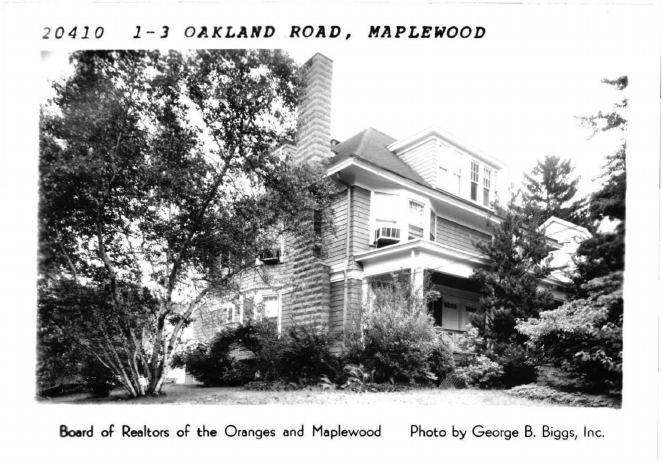 20410 1-3 OAKLAND ROAD, MAPLEWOOD
Board of Realtors of the Oranges and Maplewood Photo by George B. Biggs, Inc.